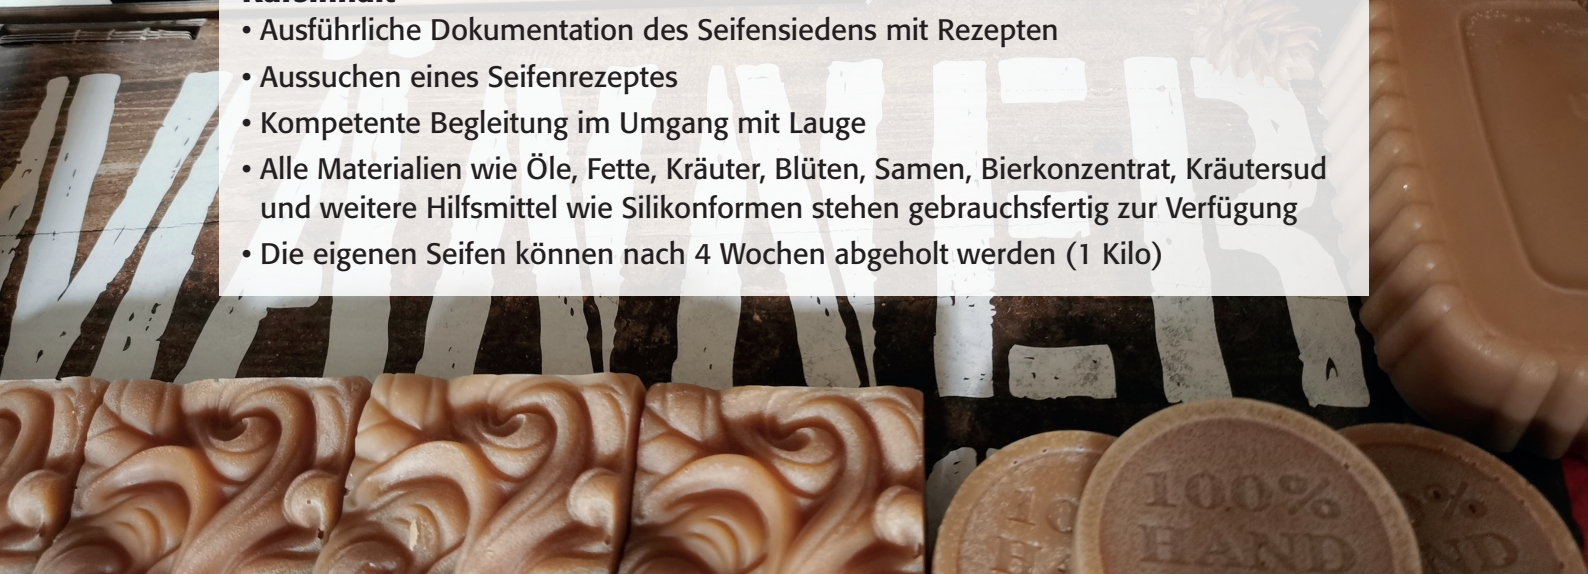 • Ausführliche Dokumentation des Seifensiedens mit Rezepten
• Aussuchen eines Seifenrezeptes
• Kompetente Begleitung im Umgang mit Lauge
• Alle Materialien wie Öle, Fette, Kräuter, Blüten, Samen, Bierkonzentrat, Kräutersud
und weitere Hilfsmittel wie Silikonformen stehen gebrauchsfertig zur Verfügung
• Die eigenen Seifen können nach 4 Wochen abgeholt werden (1 Kilo)
MÄNNER
100%
HAND